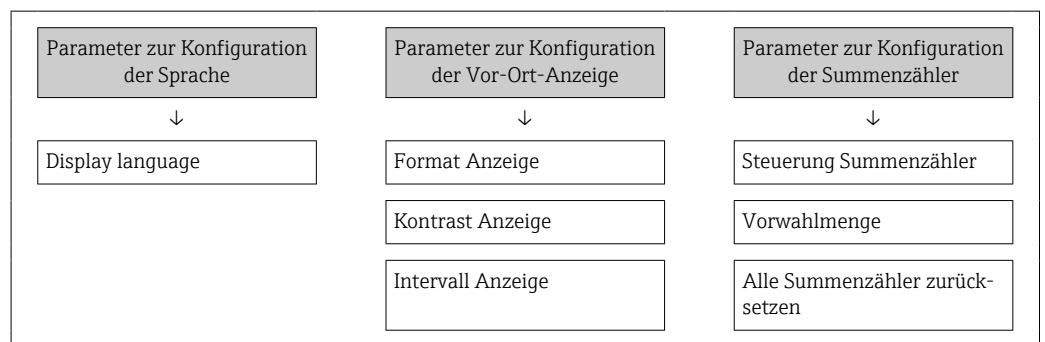 Parameter zur Konfiguration
der Sprache
↓
Display language
Parameter zur Konfiguration
der Vor-Ort-Anzeige
↓
Format Anzeige
Kontrast Anzeige
Intervall Anzeige
Parameter zur Konfiguration
der Summenzähler
↓
Steuerung Summenzähler
Vorwahlmenge
Alle Summenzähler zurück-
setzen